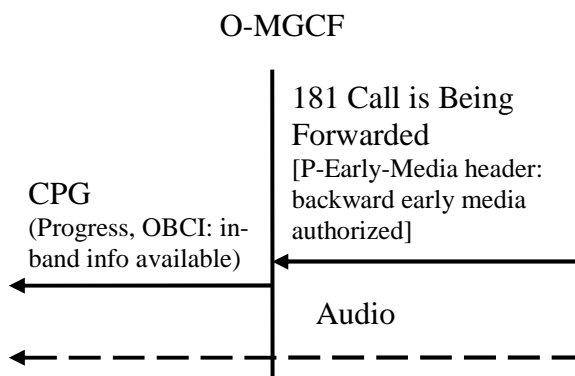 O-MGCF
181 Call is Being
Forwarded
[P-Early-Media header:
backward early media
authorized]
CPG
(Progress, OBCI: in-
band info available)
Audio